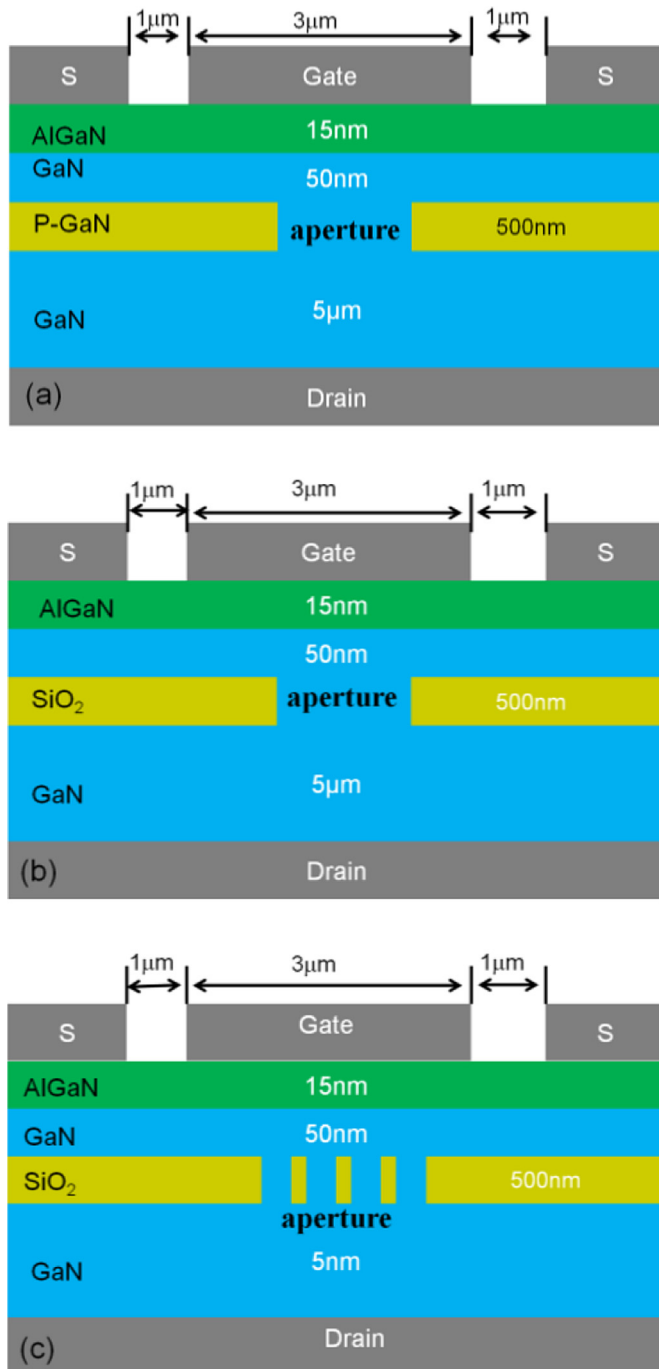 1μm 3μm 1μm
S Gate S
AlGaN 15nm
GaN 50nm
P-GaN aperture 500nm
GaN 5μm
(a) Drain
1μm 3μm 1μm
S Gate S
AlGaN 15nm
50nm
SiO₂ aperture 500nm
GaN 5μm
(b) Drain
1μm 3μm 1μm
S Gate S
AlGaN 15nm
GaN 50nm
SiO₂ 500nm
aperture
GaN 5nm
(c) Drain